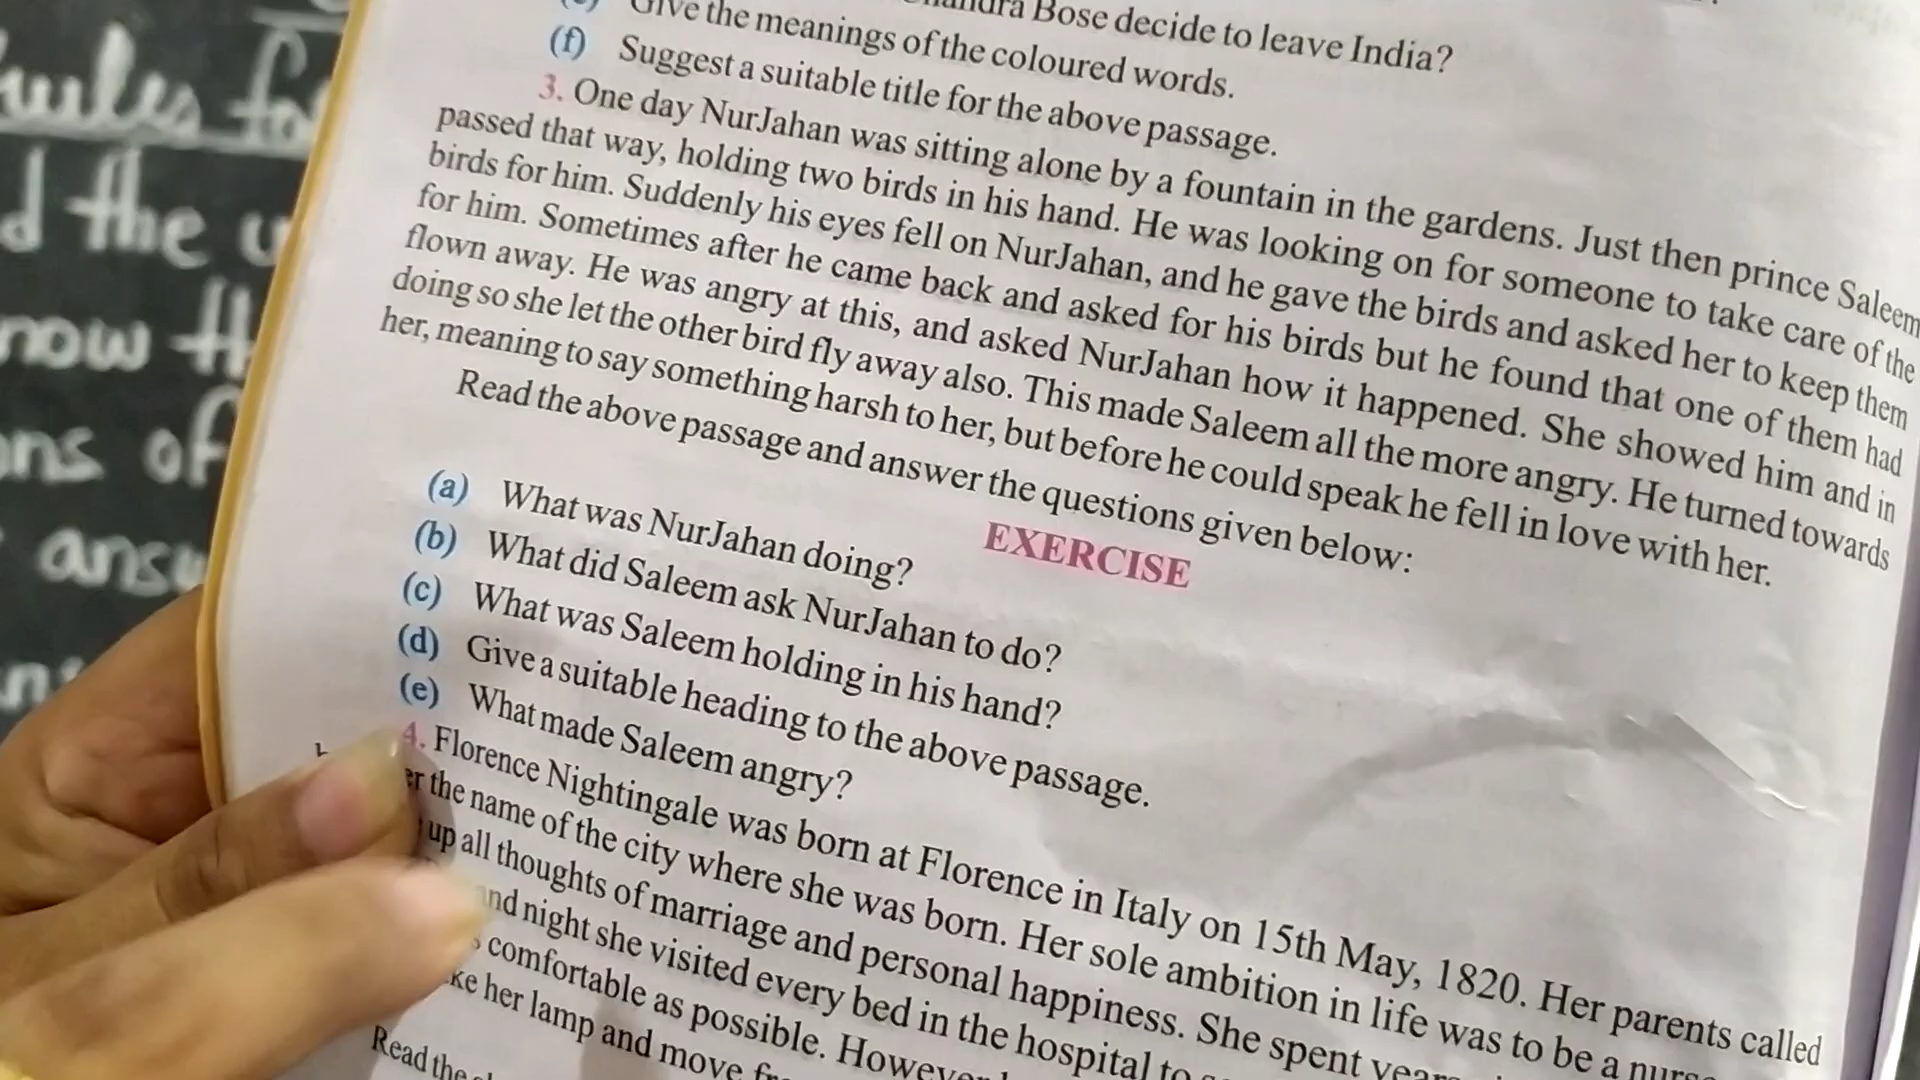 Bose decide to leave India?
Give the meanings of the coloured words.
(f) Suggest a suitable title for the above passage.
3. One day NurJahan was sitting alone by a fountain in the gardens. Just then prince Saleem
passed that way, holding two birds in his hand. He was looking on for someone to take care of the
birds for him. Suddenly his eyes fell on NurJahan, and he gave the birds and asked her to keep them
for him. Sometimes after he came back and asked for his birds but he found that one of them had
flown away. He was angry at this, and asked NurJahan how it happened. She showed him and in
doing so she let the other bird fly away also. This made Saleem all the more angry. He turned towards
her, meaning to say something harsh to her, but before he could speak he fell in love with her.
Read the above passage and answer the questions given below:
EXERCISE
(a) What was NurJahan doing?
(b) What did Saleem ask NurJahan to do?
(c) What was Saleem holding in his hand?
(d) Give a suitable heading to the above passage.
(e) What made Saleem angry?
4. Florence Nightingale was born at Florence in Italy on 15th May, 1820. Her parents called
the name of the city where she was born. Her sole ambition in life was to be a
up all thoughts of marriage and personal happiness. She spent
and night she visited every bed in the hospital to
comfortable as possible.
her lamp and move
Read the
the